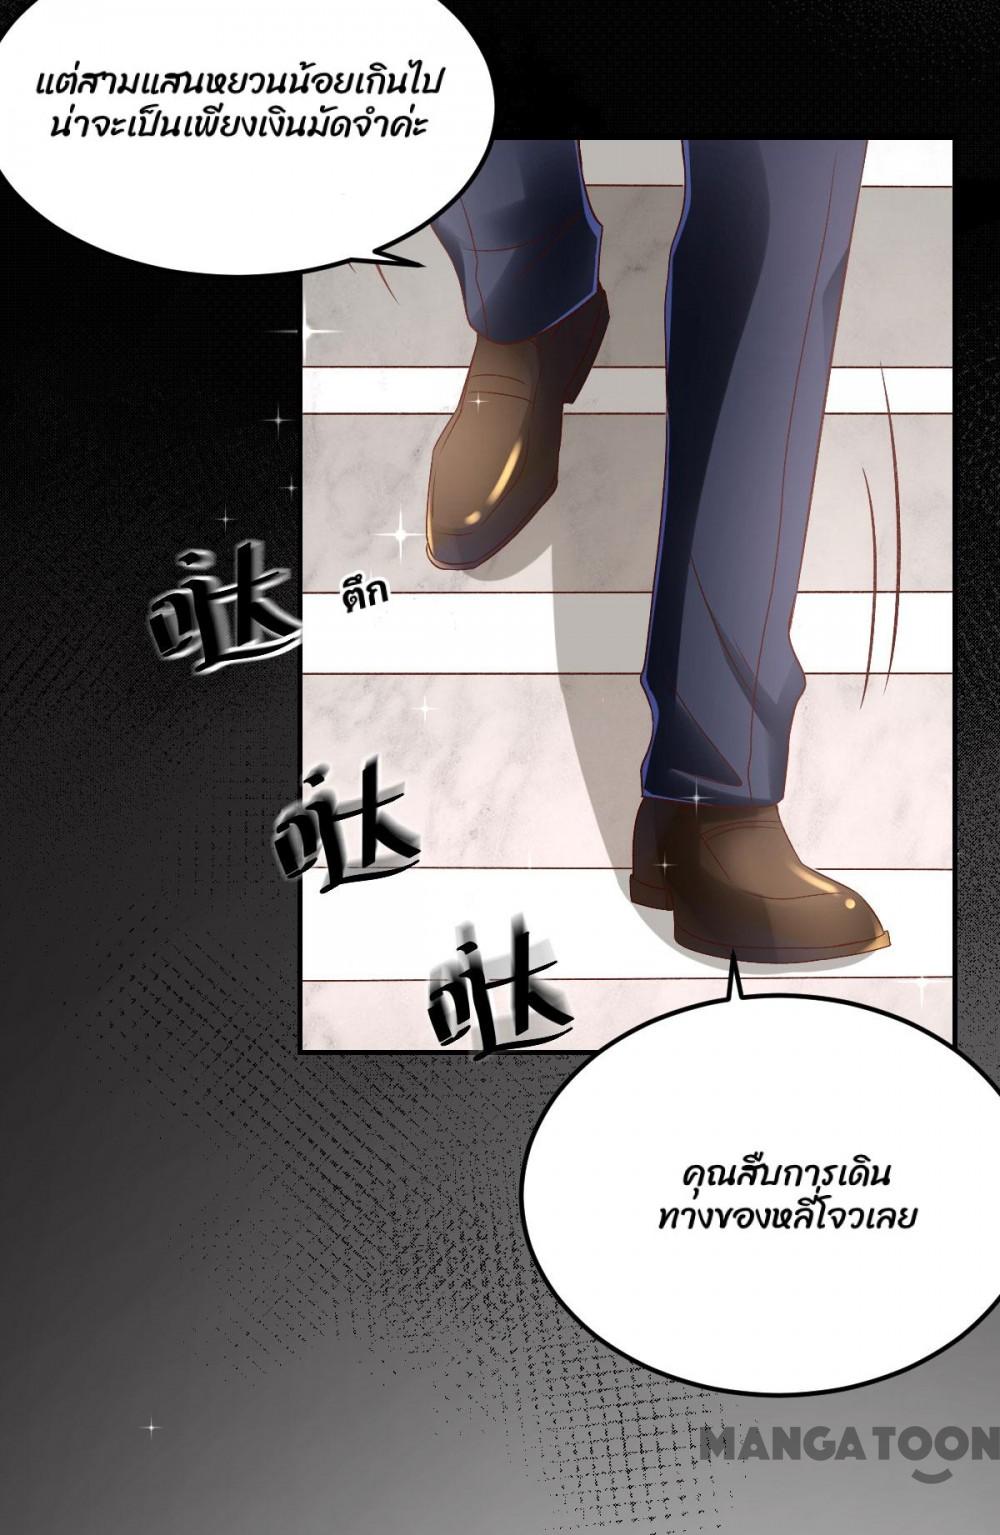 แต่สามแสนหยวนน้อยเกินไป
น่าจะเป็นเพียงเงินมัดจำค่ะ
哒
ตึก
哒
哒
คุณสืบการเดิน
ทางของหลี่โจวเลย
MANGATOON